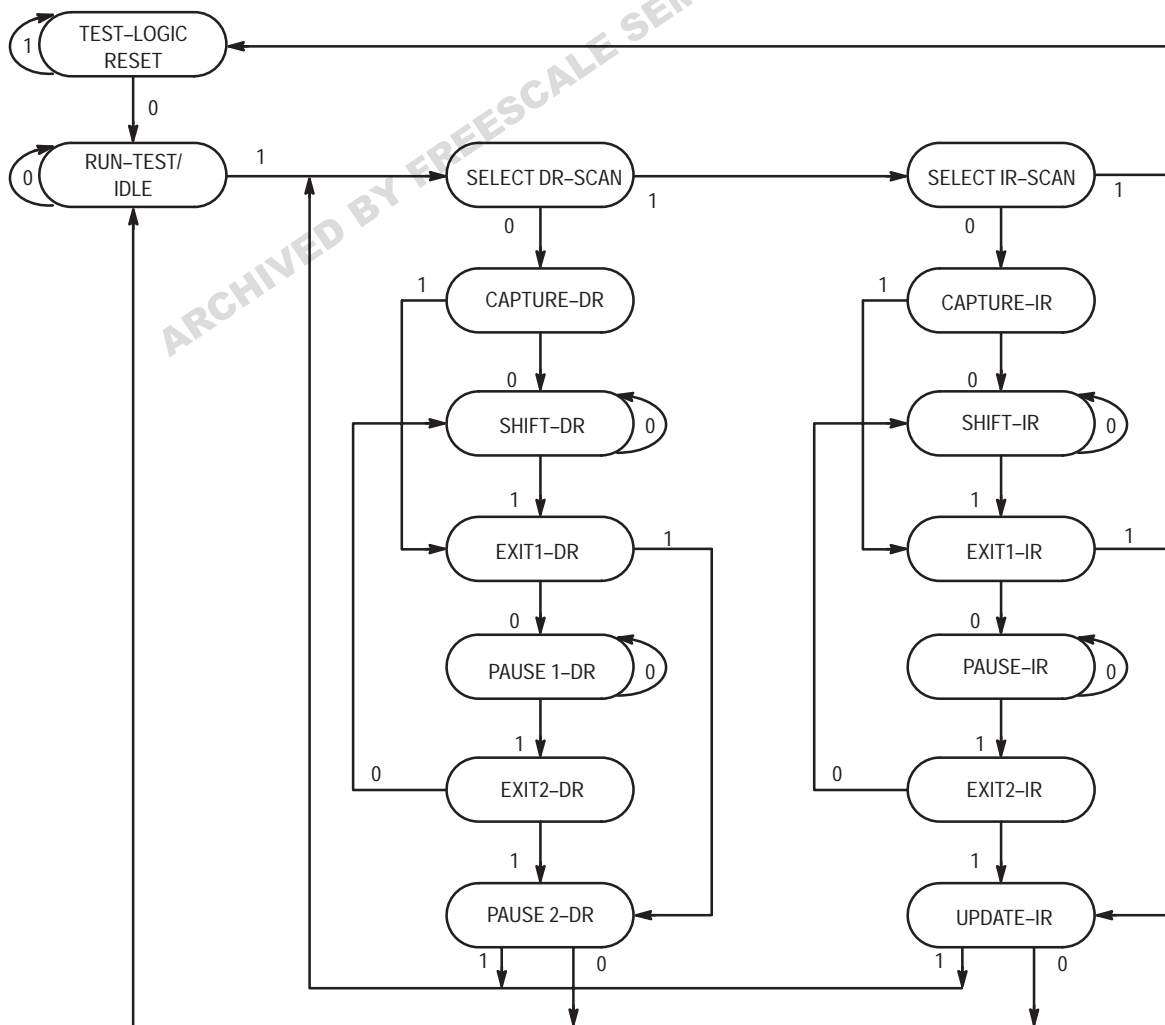 TEST–LOGIC
RESET
1
0
RUN–TEST/
IDLE
0
1
SELECT DR–SCAN
1
SELECT IR–SCAN
1
0
0
1
CAPTURE–DR
1
CAPTURE–IR
0
0
SHIFT–DR
0
SHIFT–IR
0
1
1
EXIT1–DR
1
EXIT1–IR
1
0
0
PAUSE 1–DR
0
PAUSE–IR
0
1
1
0
EXIT2–DR
0
EXIT2–IR
1
1
PAUSE 2–DR
UPDATE–IR
1
0
1
0
ARCHIVED BY FREESCALE